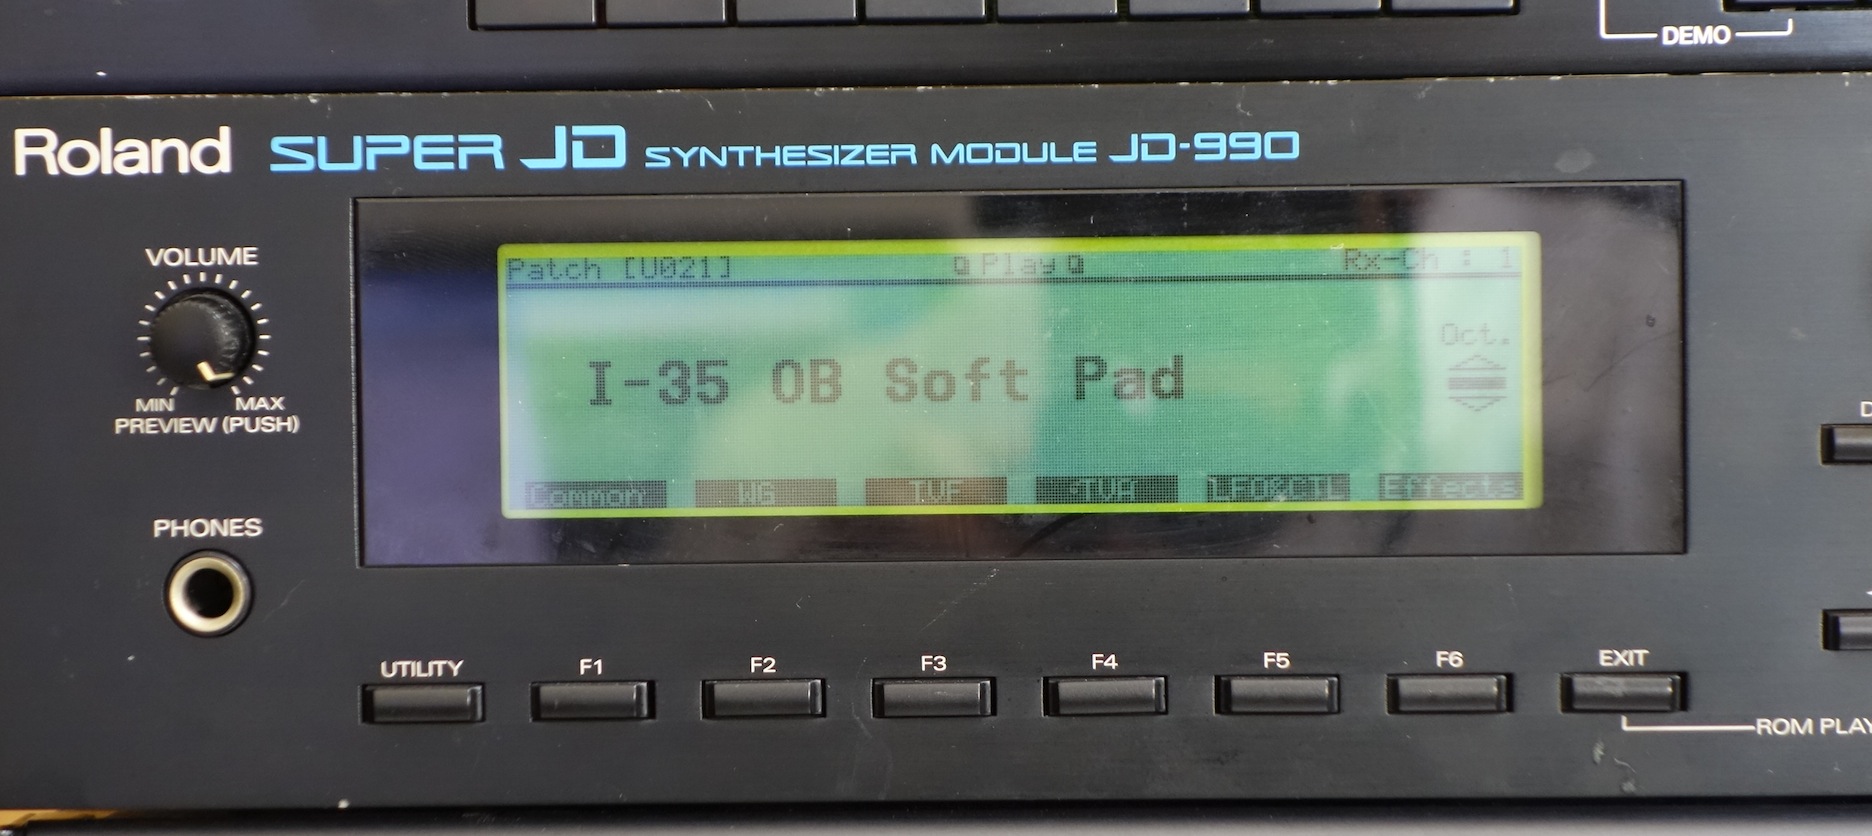 DEMO
Roland SUPER JD SYNTHESIZER MODULE JD-990
VOLUME
MIN MAX
PREVIEW (PUSH)
PHONES
Patch [U021] Play Rx-Ch : 1
Oct.
I-35 OB Soft Pad
Common WG TVF TVA LFO&CTL Effects
UTILITY F1 F2 F3 F4 F5 F6 EXIT
ROM PLAY